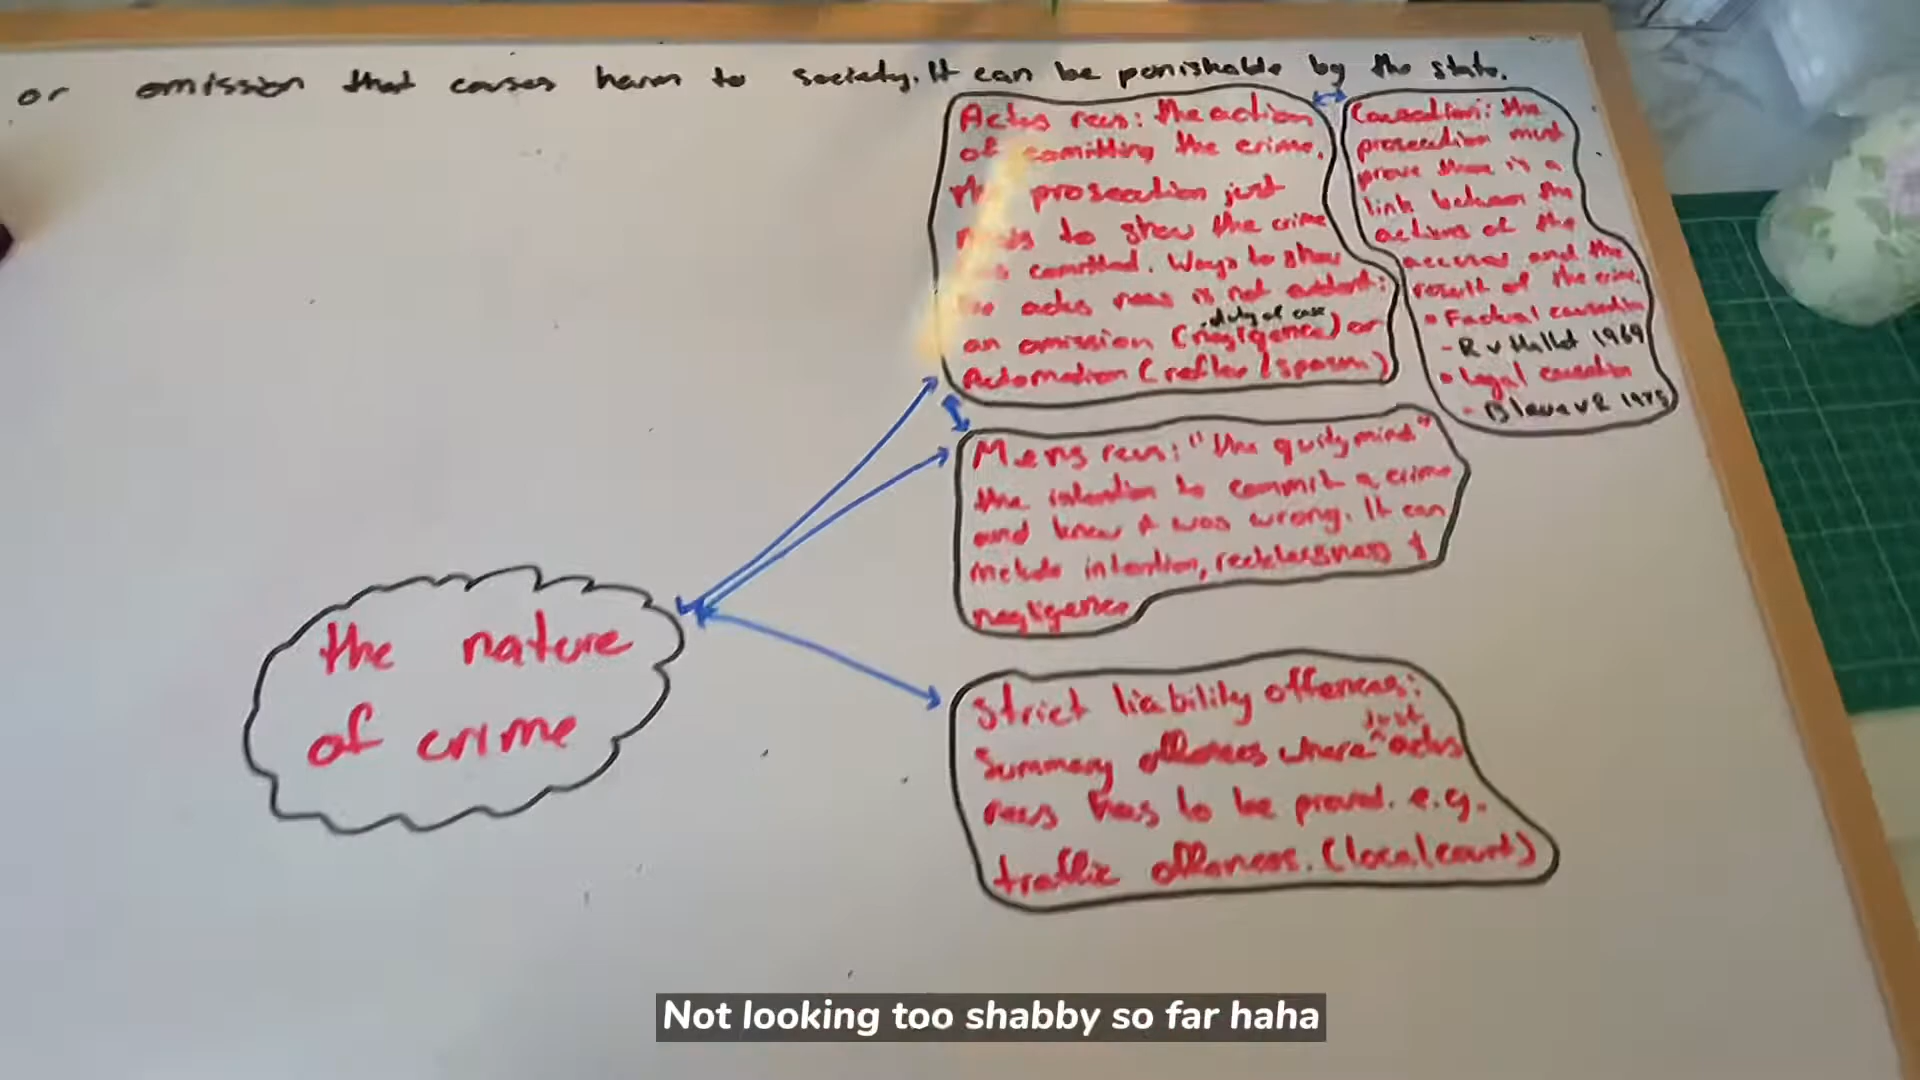 or omission that causes harm to society. It can be punishable by the state.
Actus reus: the action
of comitting the crime.
prosecution just
to show the crime
comitted. Ways to show
actus reus is not evident:
duty of care
an omission (negligence) or
Automation (reflex/spasm)
Causation: the
prosecution must
prove there is a
link between the
actions of the
accused and the
result of the crime.
• Factual causation
- R v Hallet 1969
• Legal causation
- Blaue v R 1975
Mens reus: "the guilty mind"
the intention to commit a crime
and knew it was wrong. It can
include intention, recklessness &
negligence
the nature
of crime
Strict liability offences:
just
Summary offences where ^ actus
reus has to be proved. e.g.
traffic offences. (local court)
Not looking too shabby so far haha